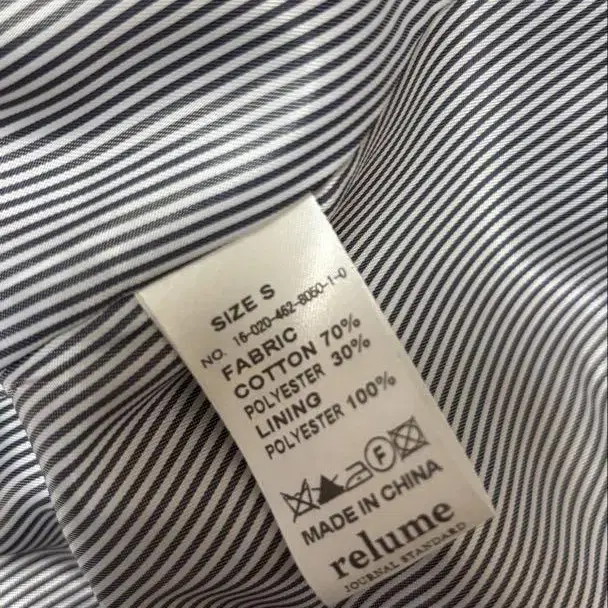 SIZE S
NO. 16-020-462-8050-1-0
FABRIC
COTTON 70%
POLYESTER 30%
LINING
POLYESTER 100%
F
MADE IN CHINA
relume
JOURNAL STANDARD